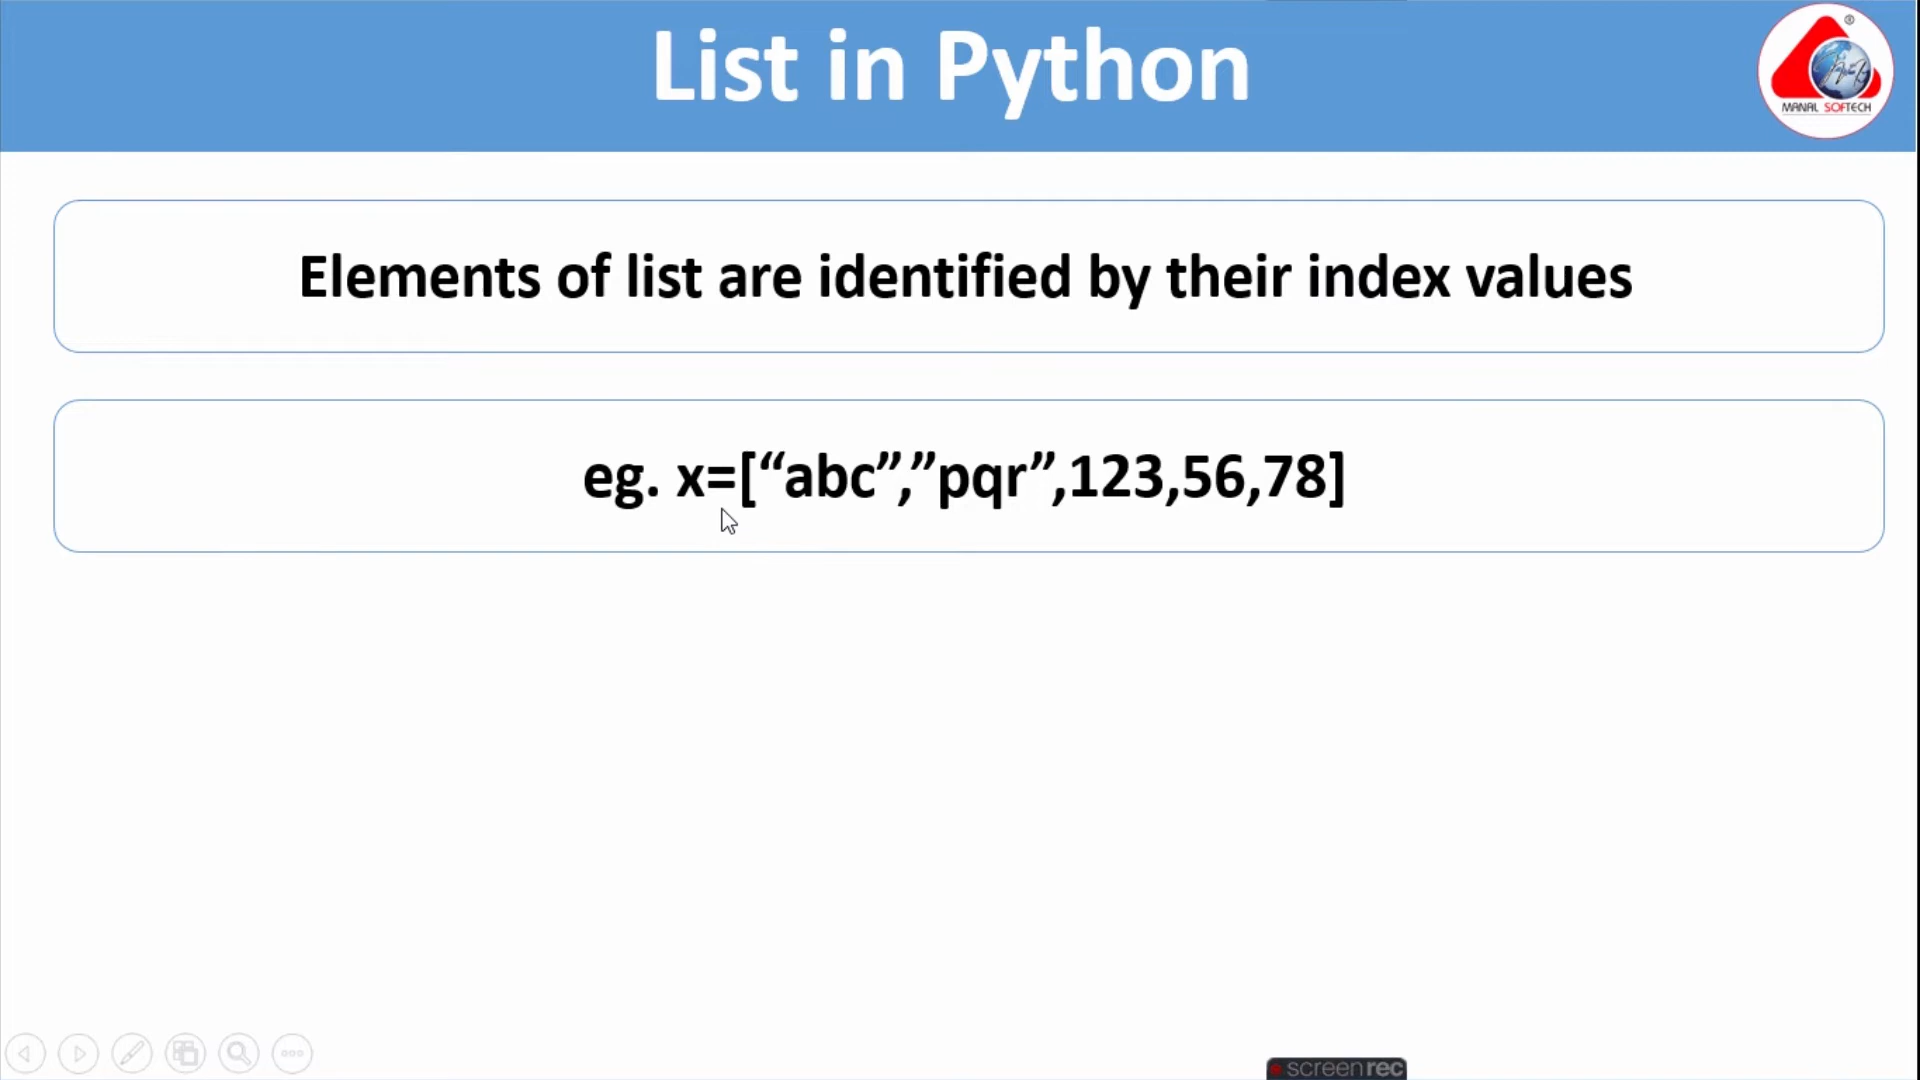 List in Python
®
MANAL SOFTECH
Elements of list are identified by their index values
eg. x=[“abc”,”pqr”,123,56,78]
screenrec